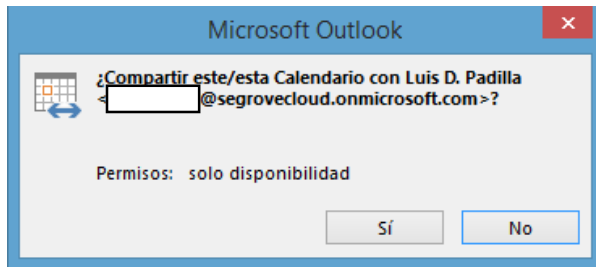 Microsoft Outlook
¿Compartir este/esta Calendario con Luis D. Padilla
<@segrovecloud.onmicrosoft.com>?
Permisos: solo disponibilidad
Sí
No